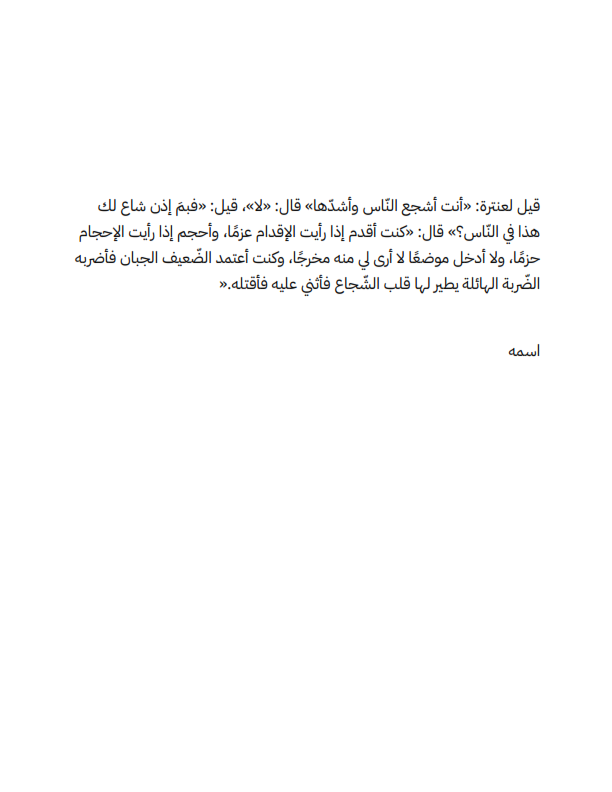 قيل لعنترة: «أنت أشجع النّاس وأشدّها» قال: «لا»، قيل: «فبمَ إذن شاع لك
هذا في النّاس؟» قال: «كنت أقدم إذا رأيت الإقدام عزمًا، وأحجم إذا رأيت الإحجام
حزمًا، ولا أدخل موضعًا لا أرى لي منه مخرجًا، وكنت أعتمد الضّعيف الجبان فأضربه
الضّربة الهائلة يطير لها قلب الشّجاع فأثني عليه فأقتله.»
اسمه